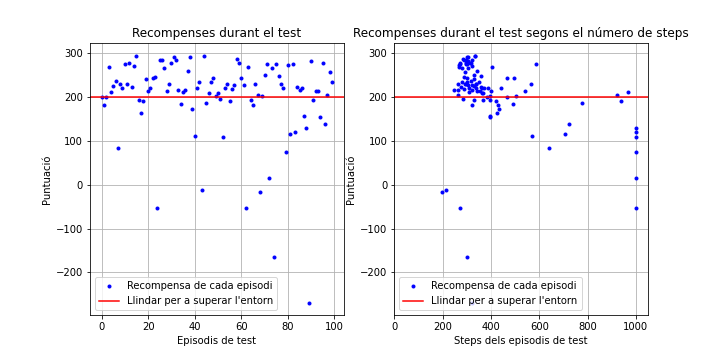 Recompenses durant el test
Puntuació
300
200
100
0
−100
−200
0
20
40
60
80
100
Episodis de test
Recompensa de cada episodi
Llindar per a superar l'entorn
Recompenses durant el test segons el número de steps
Puntuació
300
200
100
0
−100
−200
0
200
400
600
800
1000
Steps dels episodis de test
Recompensa de cada episodi
Llindar per a superar l'entorn